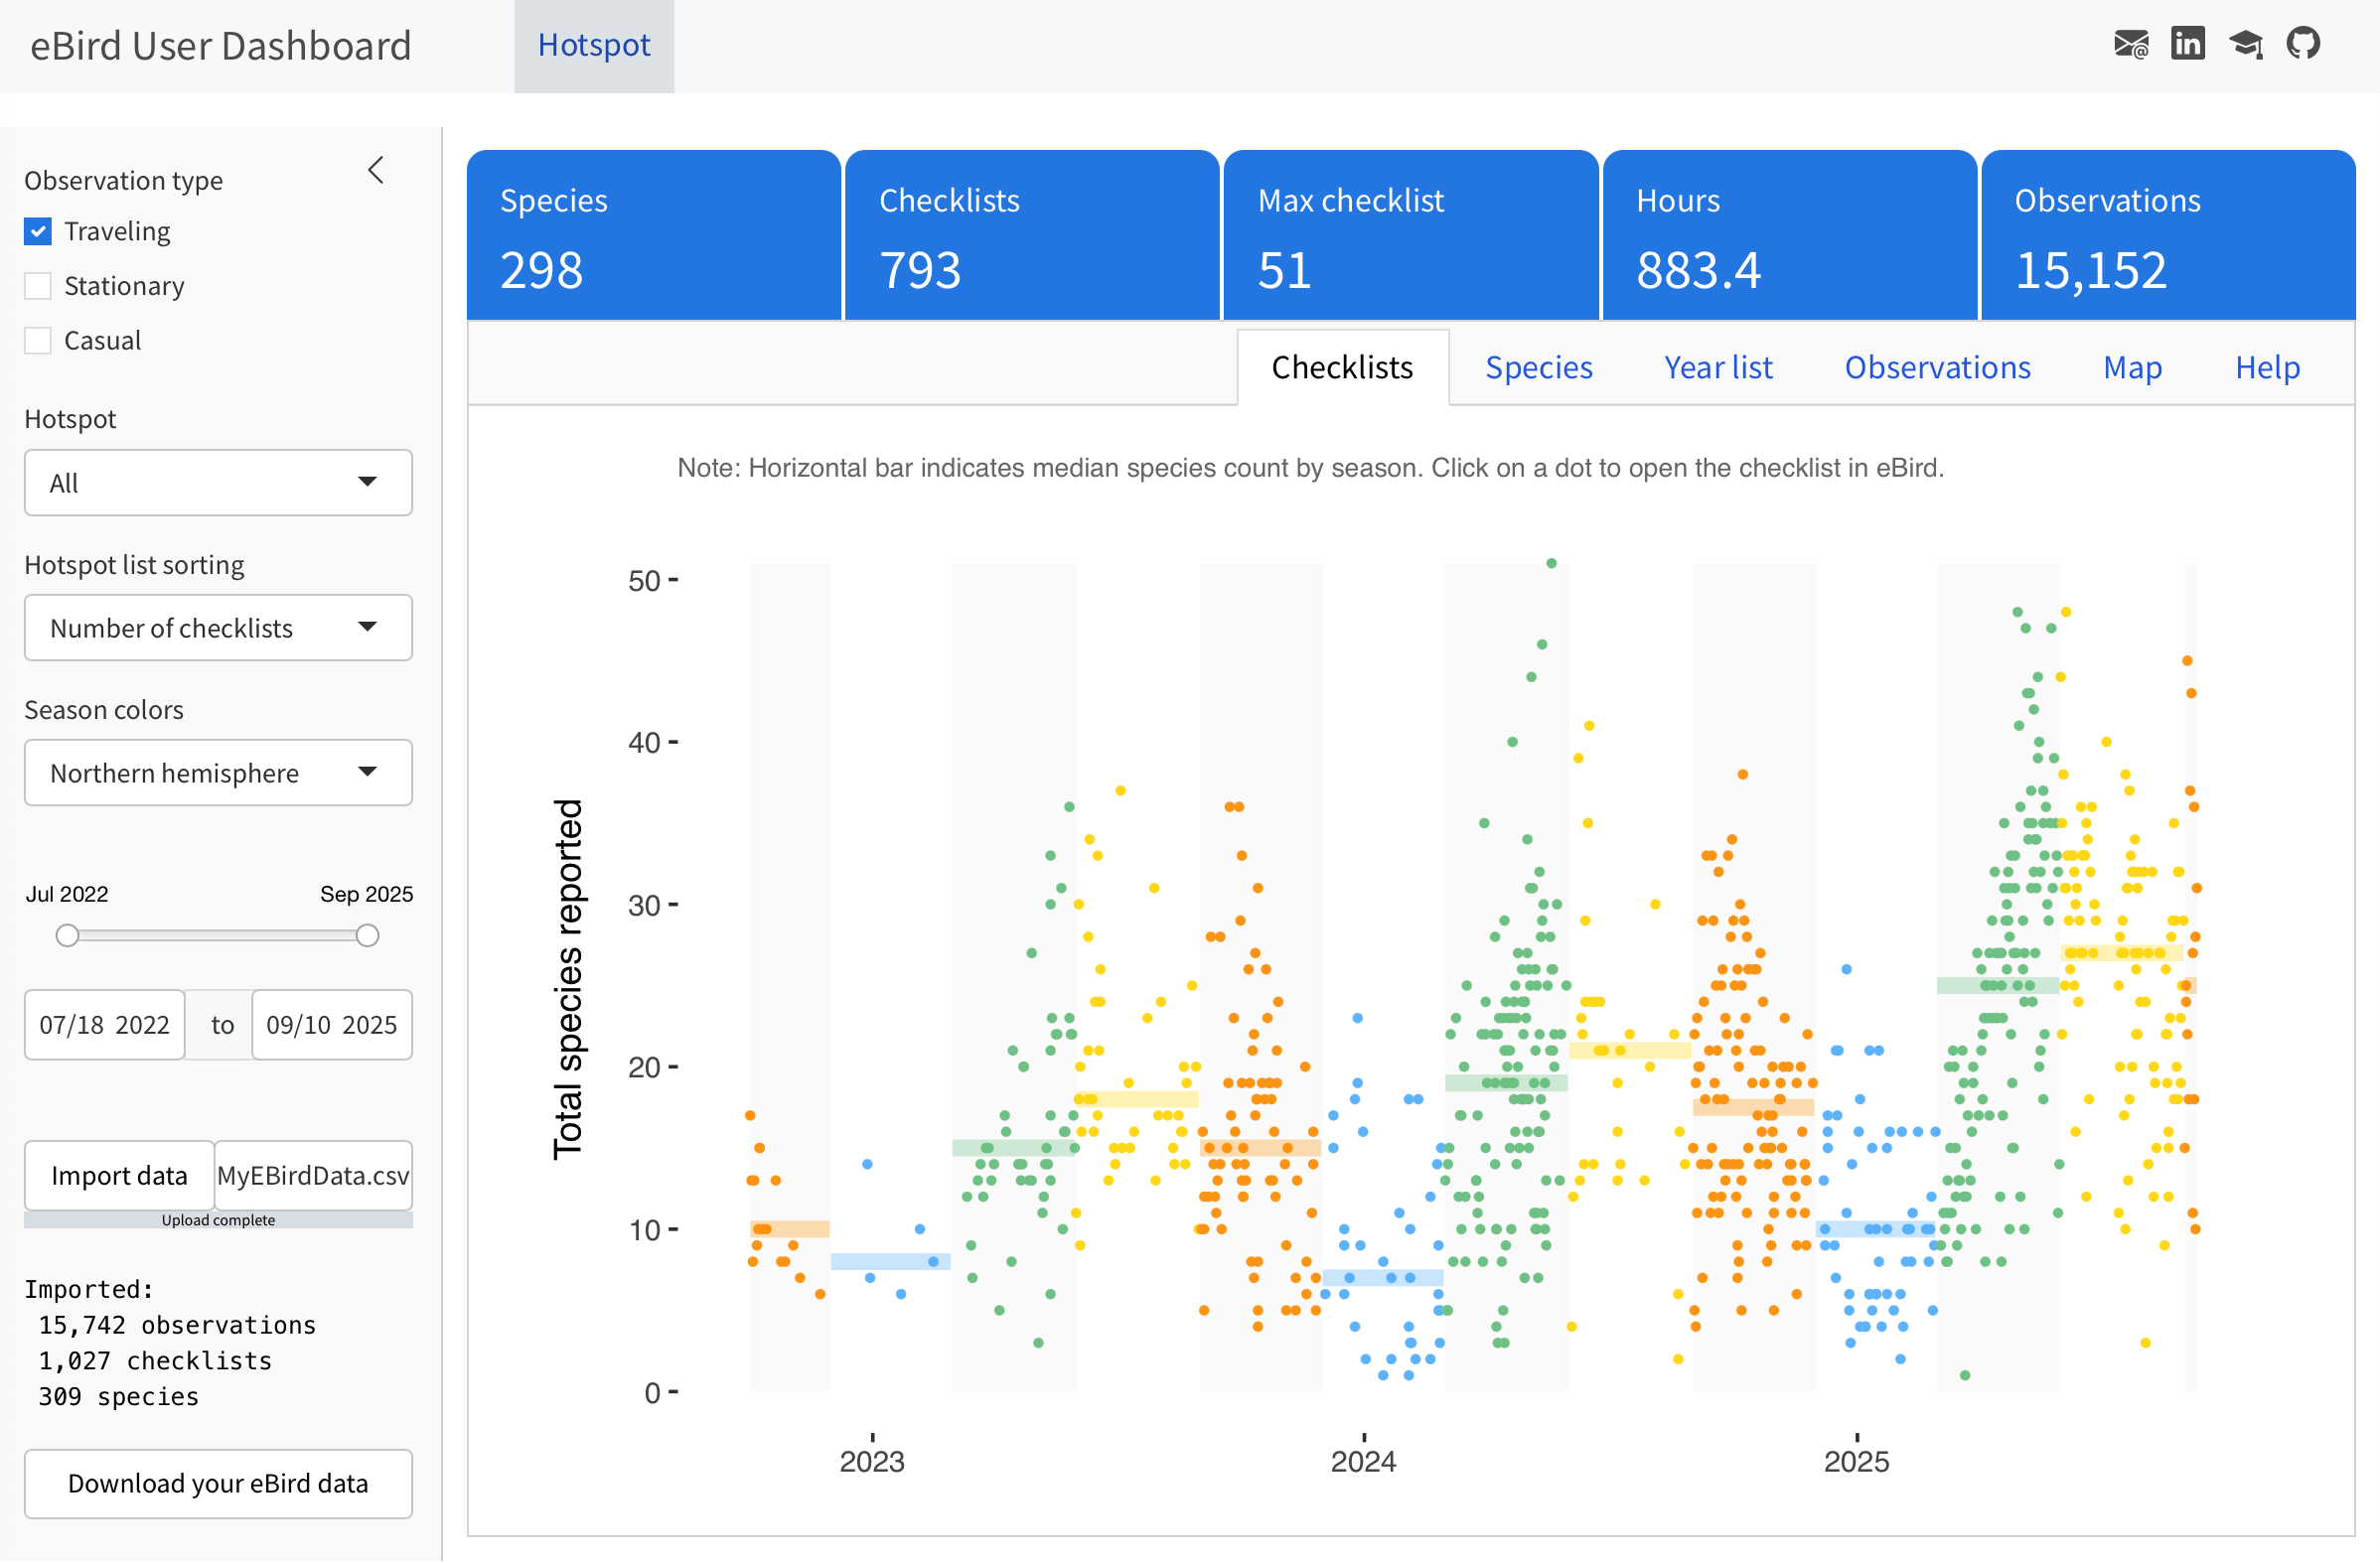 eBird User Dashboard
Hotspot
Observation type
Traveling
Stationary
Casual
Hotspot
All
Hotspot list sorting
Number of checklists
Season colors
Northern hemisphere
Jul 2022 Sep 2025
07/18 2022 to 09/10 2025
Import data MyEBirdData.csv
Upload complete
Imported:
15,742 observations
1,027 checklists
309 species
Download your eBird data
Species
298
Checklists
793
Max checklist
51
Hours
883.4
Observations
15,152
Checklists Species Year list Observations Map Help
Note: Horizontal bar indicates median species count by season. Click on a dot to open the checklist in eBird.
Total species reported
50
40
30
20
10
0
2023 2024 2025